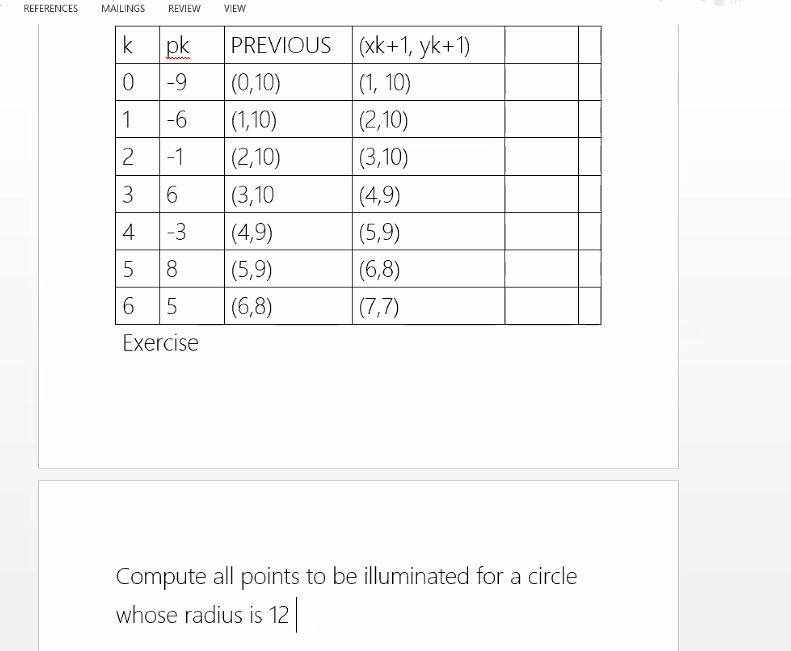 REFERENCES MAILINGS REVIEW VIEW
k pk PREVIOUS (xk+1, yk+1)
0 -9 (0,10) (1, 10)
1 -6 (1,10) (2,10)
2 -1 (2,10) (3,10)
3 6 (3,10 (4,9)
4 -3 (4,9) (5,9)
5 8 (5,9) (6,8)
6 5 (6,8) (7,7)
Exercise
Compute all points to be illuminated for a circle
whose radius is 12